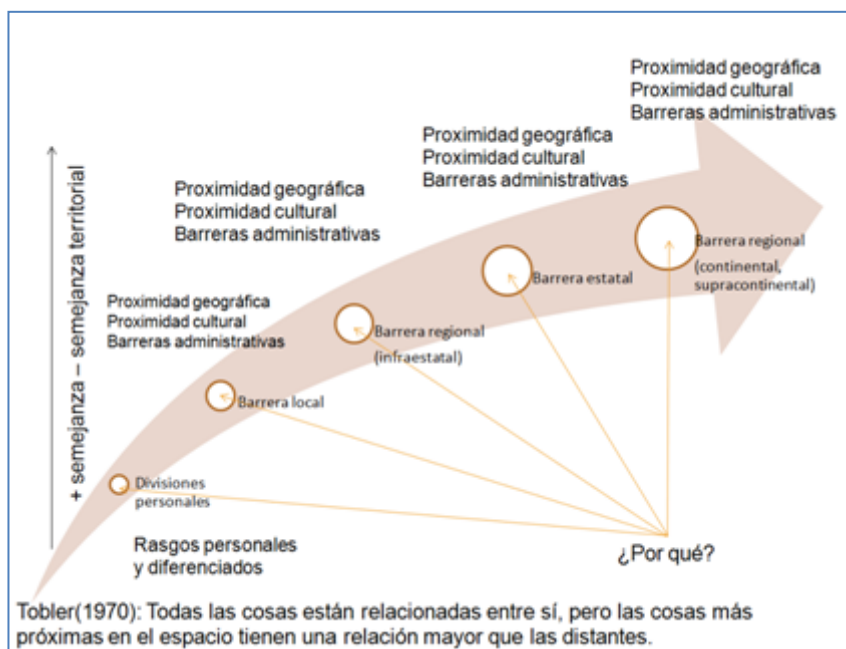 Proximidad geográfica
Proximidad cultural
Barreras administrativas
Proximidad geográfica
Proximidad cultural
Barreras administrativas
Proximidad geográfica
Proximidad cultural
Barreras administrativas
Proximidad geográfica
Proximidad cultural
Barreras administrativas
+ semejanza – semejanza territorial
Barrera regional
(continental,
supracontinental)
Barrera estatal
Barrera regional
(infraestatal)
Barrera local
Divisiones
personales
Rasgos personales
y diferenciados
¿Por qué?
Tobler(1970): Todas las cosas están relacionadas entre sí, pero las cosas más
próximas en el espacio tienen una relación mayor que las distantes.